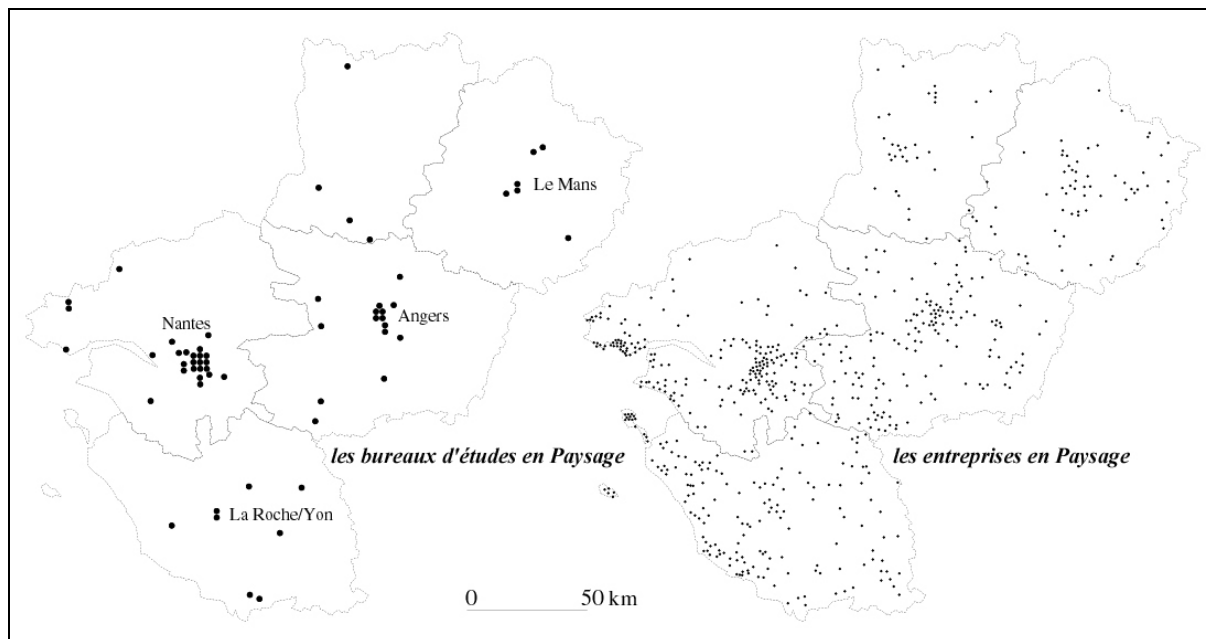 Le Mans
Nantes
Angers
les bureaux d'études en Paysage
les entreprises en Paysage
La Roche/Yon
0 50 km